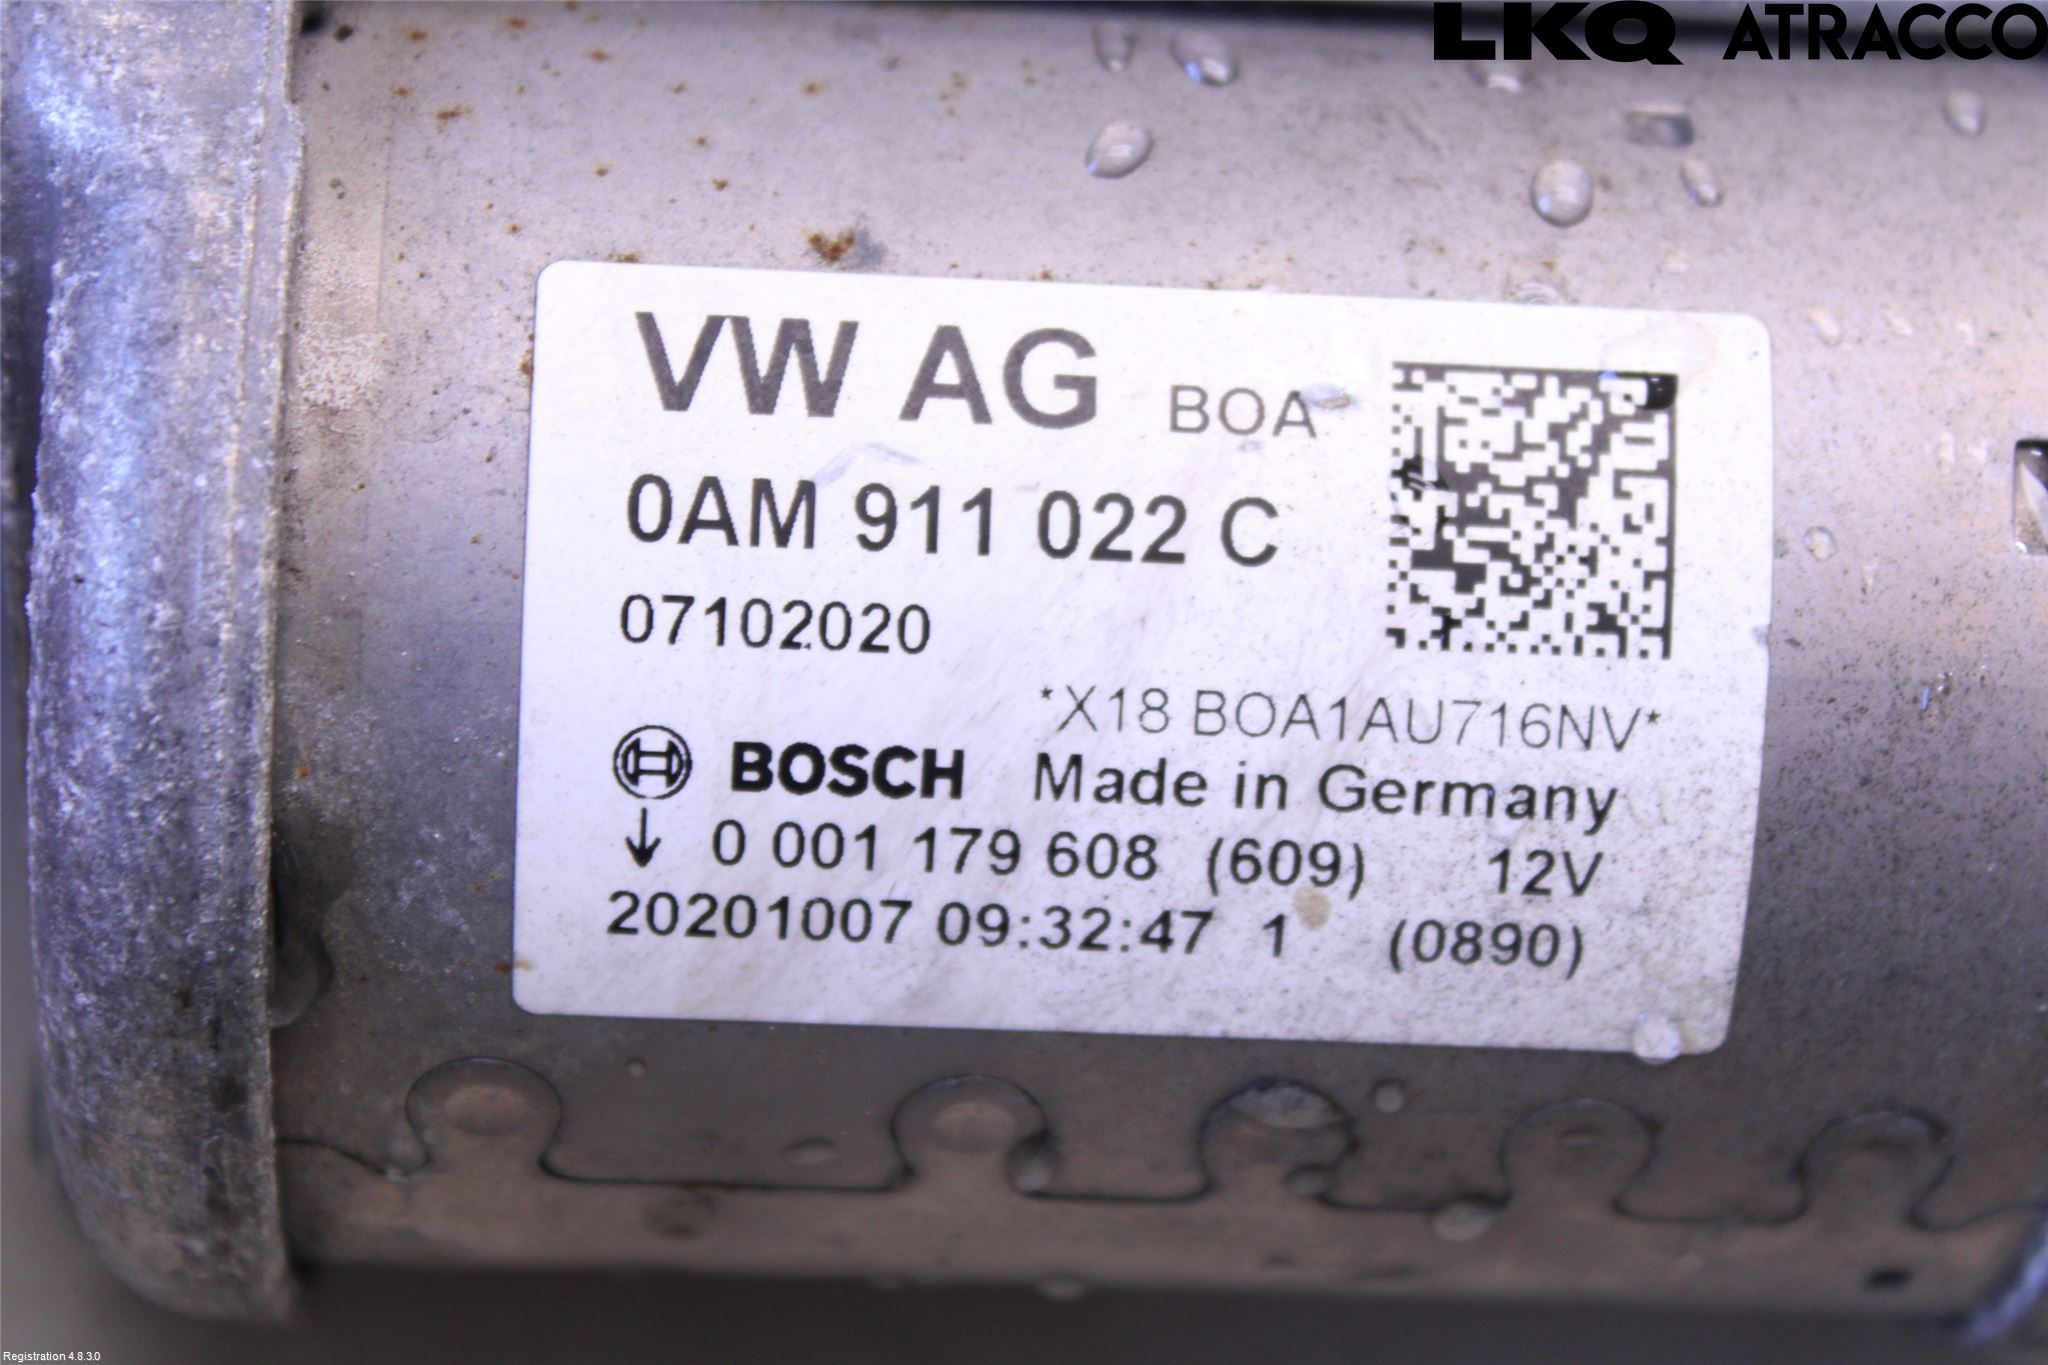 LKQ ATRACCO
VW AG BOA
0AM 911 022 C
07102020
*X18 BOA1AU716NV*
BOSCH Made in Germany
↓ 0 001 179 608 (609) 12V
20201007 09:32:47 1 (0890)
Registration 4.8.3.0